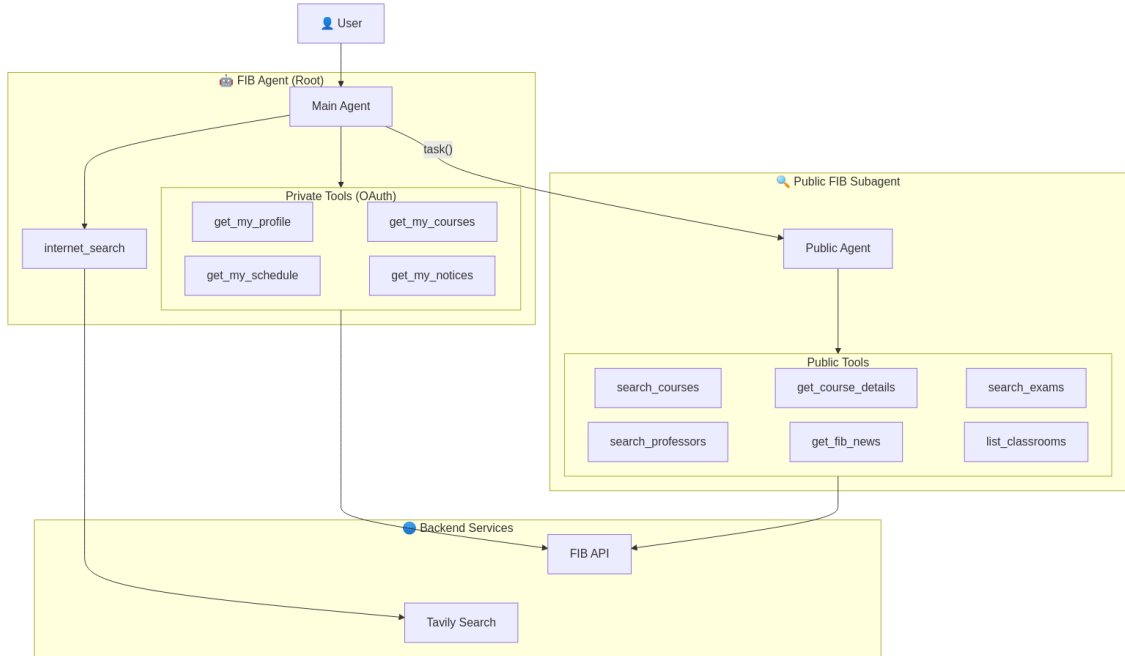 👤 User
🤖 FIB Agent (Root)
Main Agent
task()
🔍 Public FIB Subagent
Private Tools (OAuth)
get_my_profile
get_my_courses
internet_search
Public Agent
get_my_schedule
get_my_notices
Public Tools
search_courses
get_course_details
search_exams
search_professors
get_fib_news
list_classrooms
🌐 Backend Services
FIB API
Tavily Search